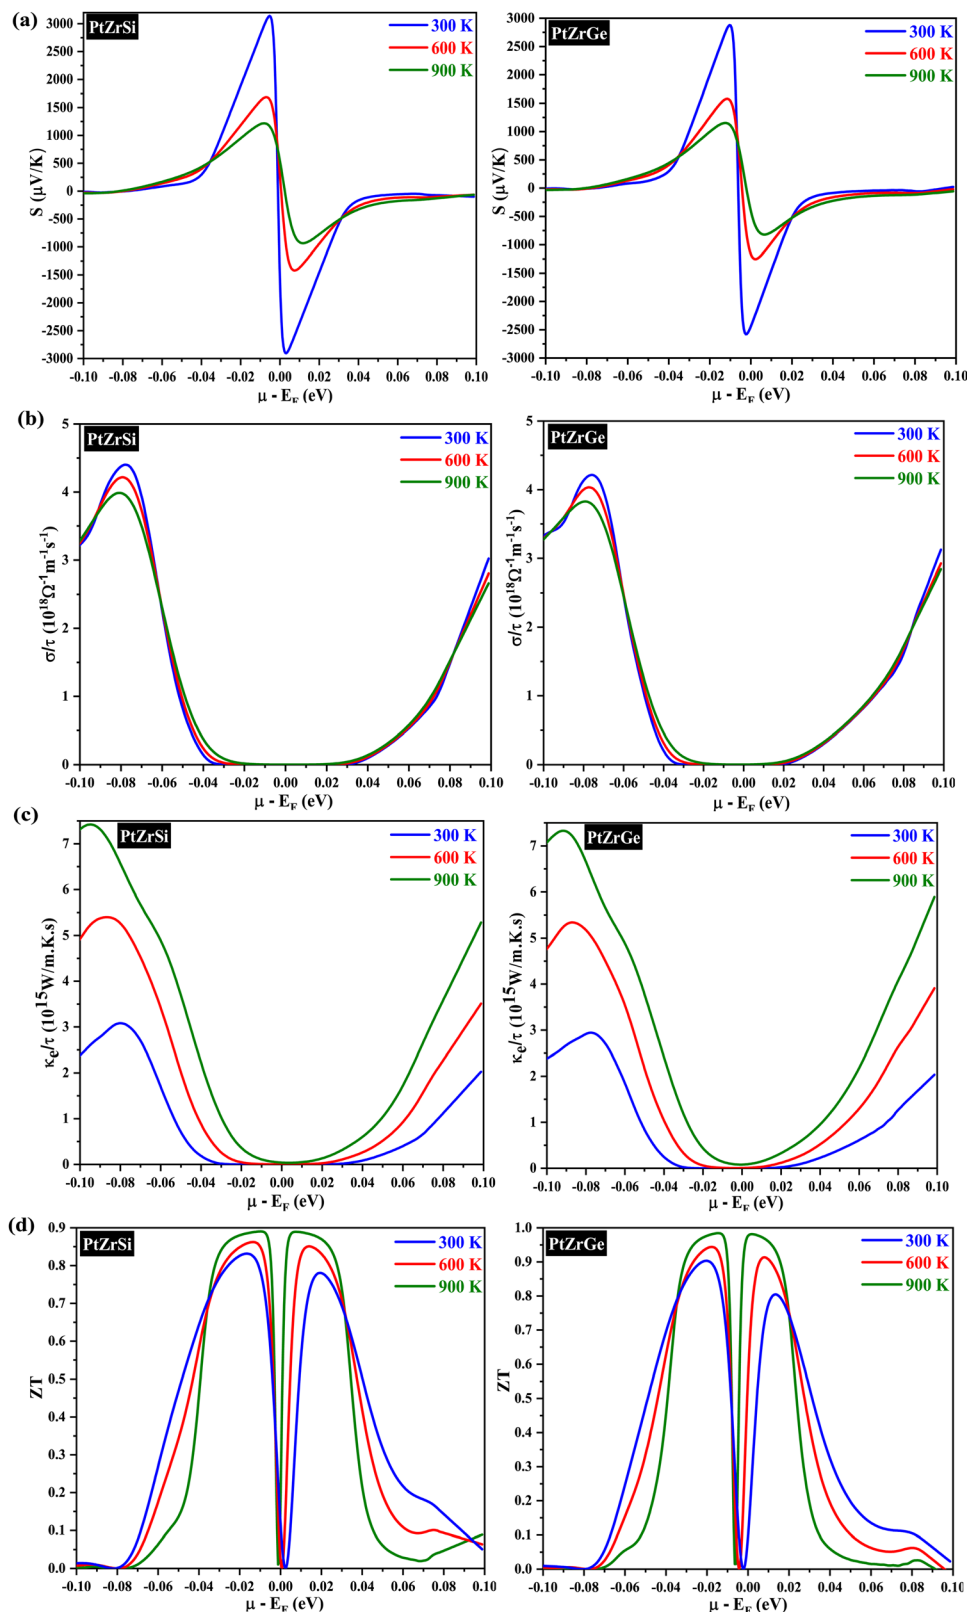 (a)
PtZrSi
300 K
600 K
900 K
3000
2500
2000
1500
1000
500
0
-500
-1000
-1500
-2000
-2500
-3000
S (μV/K)
-0.10 -0.08 -0.06 -0.04 -0.02 0.00 0.02 0.04 0.06 0.08 0.10
μ - E_F (eV)
PtZrGe
300 K
600 K
900 K
3000
2500
2000
1500
1000
500
0
-500
-1000
-1500
-2000
-2500
-3000
S (μV/K)
-0.10 -0.08 -0.06 -0.04 -0.02 0.00 0.02 0.04 0.06 0.08 0.10
μ - E_F (eV)
(b)
PtZrSi
300 K
600 K
900 K
5
4
3
2
1
0
σ/τ (10¹⁸Ω⁻¹m⁻¹s⁻¹)
-0.10 -0.08 -0.06 -0.04 -0.02 0.00 0.02 0.04 0.06 0.08 0.10
μ - E_F (eV)
PtZrGe
300 K
600 K
900 K
5
4
3
2
1
0
σ/τ (10¹⁸Ω⁻¹m⁻¹s⁻¹)
-0.10 -0.08 -0.06 -0.04 -0.02 0.00 0.02 0.04 0.06 0.08 0.10
μ - E_F (eV)
(c)
PtZrSi
300 K
600 K
900 K
7
6
5
4
3
2
1
0
κe/τ (10¹⁵W/m.K.s)
-0.10 -0.08 -0.06 -0.04 -0.02 0.00 0.02 0.04 0.06 0.08 0.10
μ - E_F (eV)
PtZrGe
300 K
600 K
900 K
7
6
5
4
3
2
1
0
κe/τ (10¹⁵W/m.K.s)
-0.10 -0.08 -0.06 -0.04 -0.02 0.00 0.02 0.04 0.06 0.08 0.10
μ - E_F (eV)
(d)
PtZrSi
300 K
600 K
900 K
0.9
0.8
0.7
0.6
0.5
0.4
0.3
0.2
0.1
0.0
ZT
-0.10 -0.08 -0.06 -0.04 -0.02 0.00 0.02 0.04 0.06 0.08 0.10
μ - E_F (eV)
PtZrGe
300 K
600 K
900 K
1.0
0.9
0.8
0.7
0.6
0.5
0.4
0.3
0.2
0.1
0.0
ZT
-0.10 -0.08 -0.06 -0.04 -0.02 0.00 0.02 0.04 0.06 0.08 0.10
μ - E_F (eV)